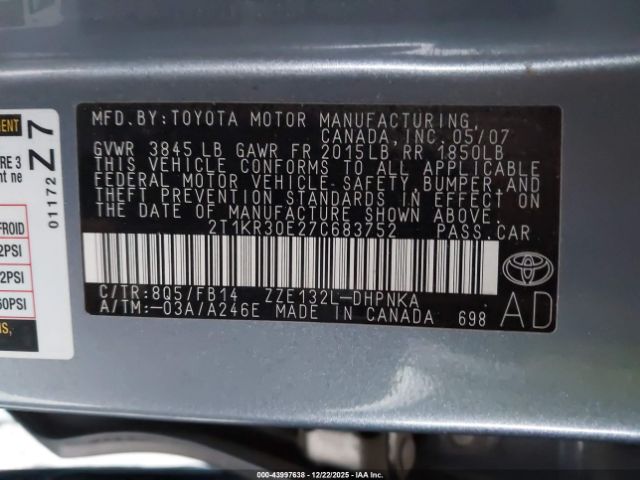 MFD.BY:TOYOTA MOTOR MANUFACTURING
CANADA,INC. 05/07
GVWR 3845 LB GAWR FR 2015LB RR 1850LB
THIS VEHICLE CONFORMS TO ALL APPLICABLE
FEDERAL MOTOR VEHICLE SAFETY,BUMPER,AND
THEFT PREVENTION STANDARDS IN EFFECT ON
THE DATE OF MANUFACTURE SHOWN ABOVE.
2T1KR30E27C683752 PASS.CAR
C/TR:8Q5/FB14 ZZE132L-DHPNKA
A/TM:-03A/A246E MADE IN CANADA 698
AD
TOYOTA
01172
Z 7
000-43997638 - 12/22/2025 - IAA Inc.